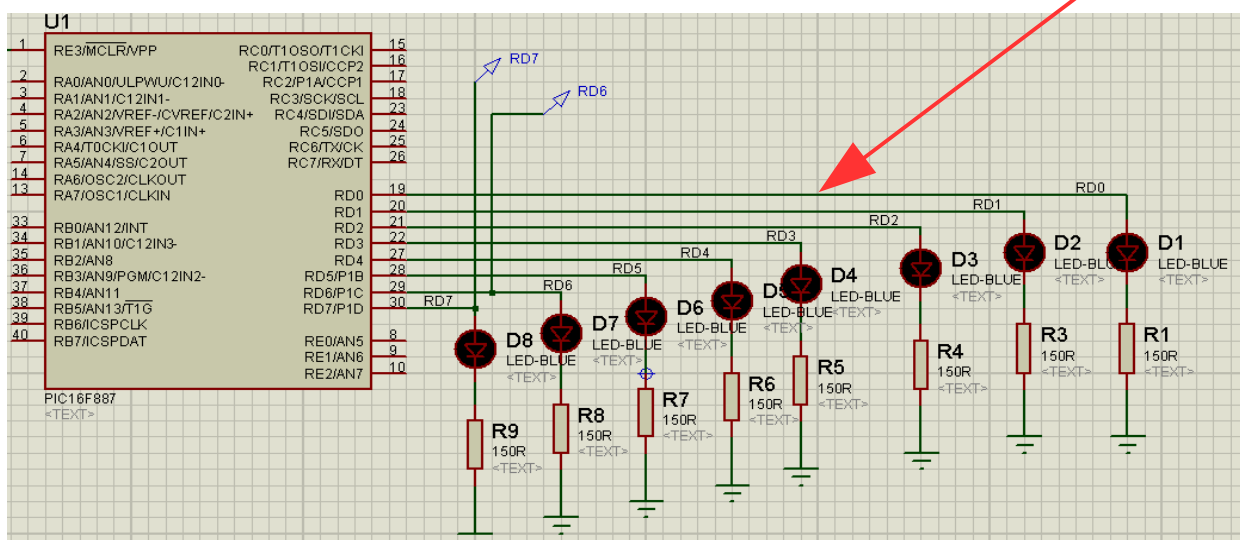 U1
1
RE3/MCLR/VPP
2
RA0/AN0/ULPWU/C12IN0-
3
RA1/AN1/C12IN1-
4
RA2/AN2/VREF-/CVREF/C2IN+
5
RA3/AN3/VREF+/C1IN+
6
RA4/T0CKI/C1OUT
7
RA5/AN4/SS/C2OUT
14
RA6/OSC2/CLKOUT
13
RA7/OSC1/CLKIN
33
RB0/AN12/INT
34
RB1/AN10/C12IN3-
35
RB2/AN8
36
RB3/AN9/PGM/C12IN2-
37
RB4/AN11
38
RB5/AN13/T1G
39
RB6/ICSPCLK
40
RB7/ICSPDAT
RC0/T1OSO/T1CKI
15
RC1/T1OSI/CCP2
16
RC2/P1A/CCP1
17
RC3/SCK/SCL
18
RC4/SDI/SDA
23
RC5/SDO
24
RC6/TX/CK
25
RC7/RX/DT
26
RD0
19
RD1
20
RD2
21
RD3
22
RD4
27
RD5/P1B
28
RD6/P1C
29
RD7/P1D
30
RE0/AN5
8
RE1/AN6
9
RE2/AN7
10
PIC16F887
<TEXT>
RD7
RD6
RD0
RD1
RD2
RD3
RD4
RD5
RD6
RD7
D8
LED-BLUE
<TEXT>
D7
LED-BLUE
<TEXT>
D6
LED-BLUE
<TEXT>
D5
LED-BLUE
<TEXT>
D4
LED-BLUE
<TEXT>
D3
LED-BLUE
<TEXT>
D2
LED-BLUE
<TEXT>
D1
LED-BLUE
<TEXT>
R9
150R
<TEXT>
R8
150R
<TEXT>
R7
150R
<TEXT>
R6
150R
<TEXT>
R5
150R
<TEXT>
R4
150R
<TEXT>
R3
150R
<TEXT>
R1
150R
<TEXT>